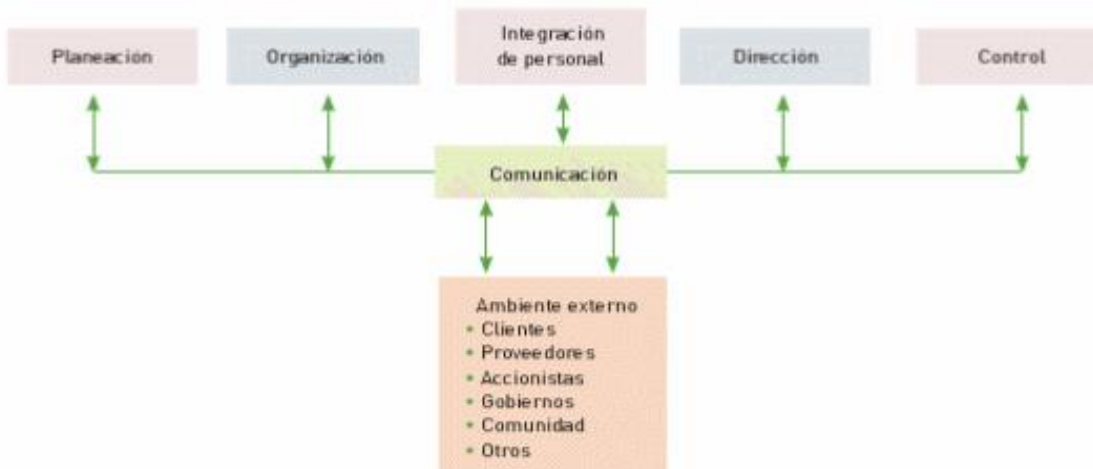 Planeación
Organización
Integración
de personal
Dirección
Control
Comunicación
Ambiente externo
• Clientes
• Proveedores
• Accionistas
• Gobiernos
• Comunidad
• Otros